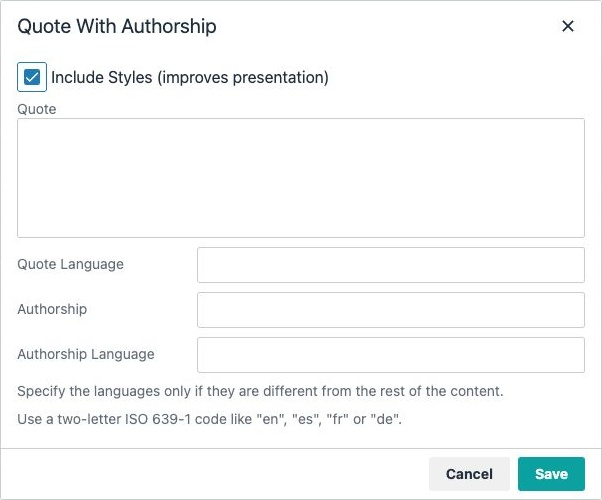 Quote With Authorship
Include Styles (improves presentation)
Quote
Quote Language
Authorship
Authorship Language
Specify the languages only if they are different from the rest of the content.
Use a two-letter ISO 639-1 code like "en", "es", "fr" or "de".
Cancel
Save